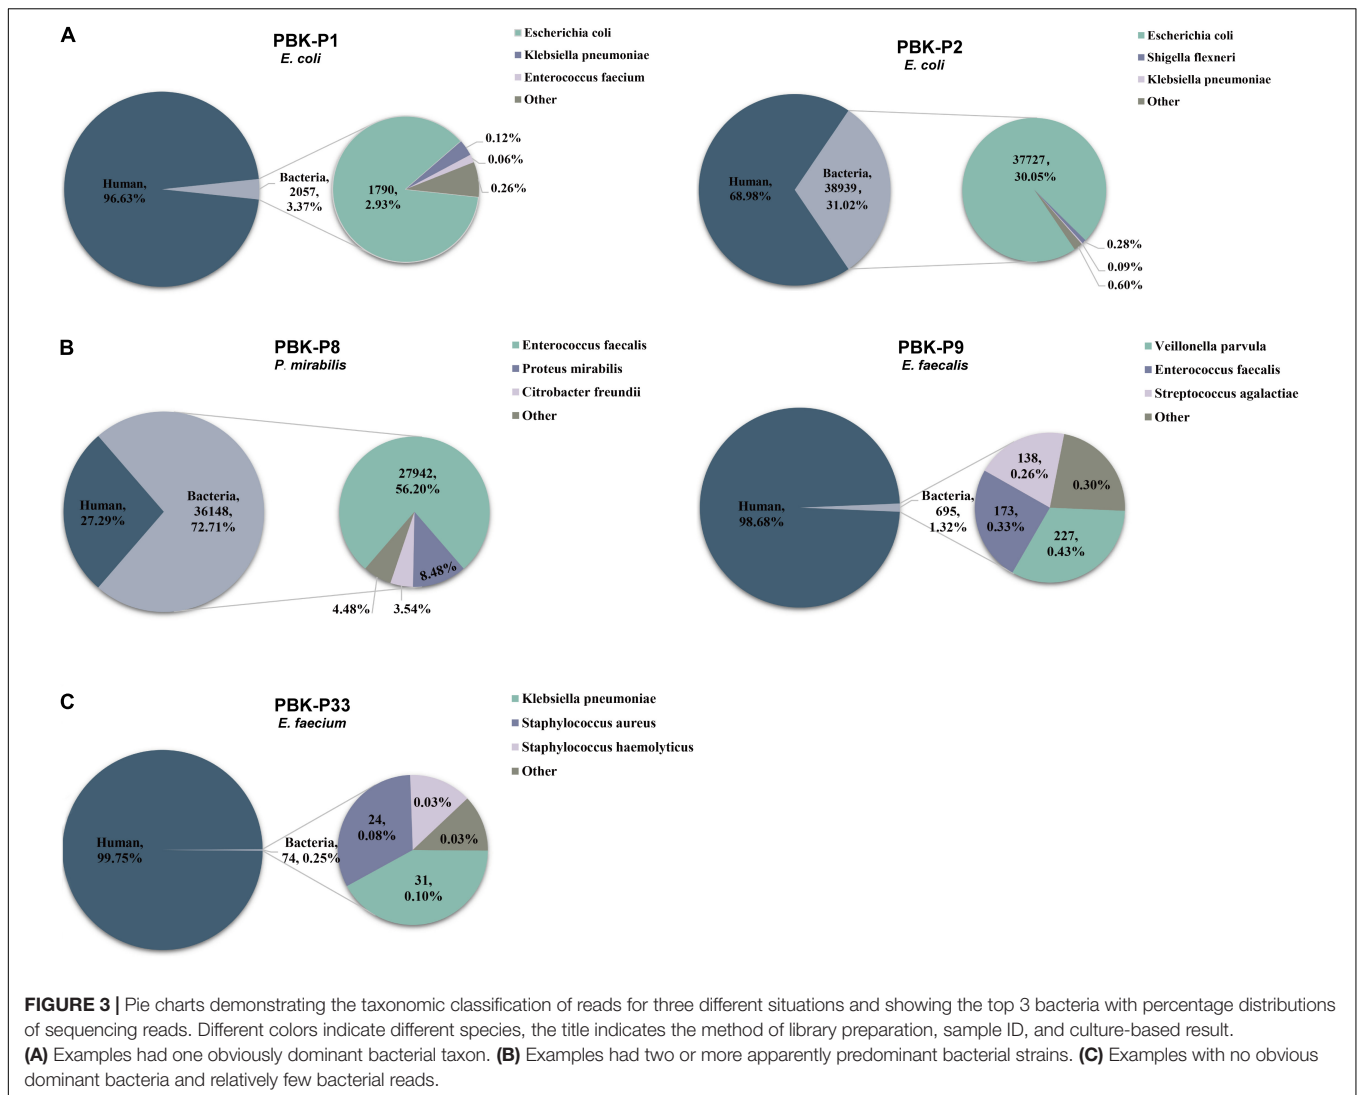 A
PBK-P1
E. coli
Escherichia coli
Klebsiella pneumoniae
Enterococcus faecium
Other
Human,
96.63%
Bacteria,
2057,
3.37%
1790,
2.93%
0.12%
0.06%
0.26%
PBK-P2
E. coli
Escherichia coli
Shigella flexneri
Klebsiella pneumoniae
Other
Human,
68.98%
Bacteria,
38939,
31.02%
37727,
30.05%
0.28%
0.09%
0.60%
B
PBK-P8
P. mirabilis
Enterococcus faecalis
Proteus mirabilis
Citrobacter freundii
Other
Human,
27.29%
Bacteria,
36148,
72.71%
27942,
56.20%
8.48%
4.48%
3.54%
PBK-P9
E. faecalis
Veillonella parvula
Enterococcus faecalis
Streptococcus agalactiae
Other
Human,
98.68%
Bacteria,
695,
1.32%
138,
0.26%
0.30%
173,
0.33%
227,
0.43%
C
PBK-P33
E. faecium
Klebsiella pneumoniae
Staphylococcus aureus
Staphylococcus haemolyticus
Other
Human,
99.75%
Bacteria,
74, 0.25%
24,
0.08%
0.03%
0.03%
31,
0.10%
FIGURE 3 | Pie charts demonstrating the taxonomic classification of reads for three different situations and showing the top 3 bacteria with percentage distributions
of sequencing reads. Different colors indicate different species, the title indicates the method of library preparation, sample ID, and culture-based result.
(A) Examples had one obviously dominant bacterial taxon. (B) Examples had two or more apparently predominant bacterial strains. (C) Examples with no obvious
dominant bacteria and relatively few bacterial reads.